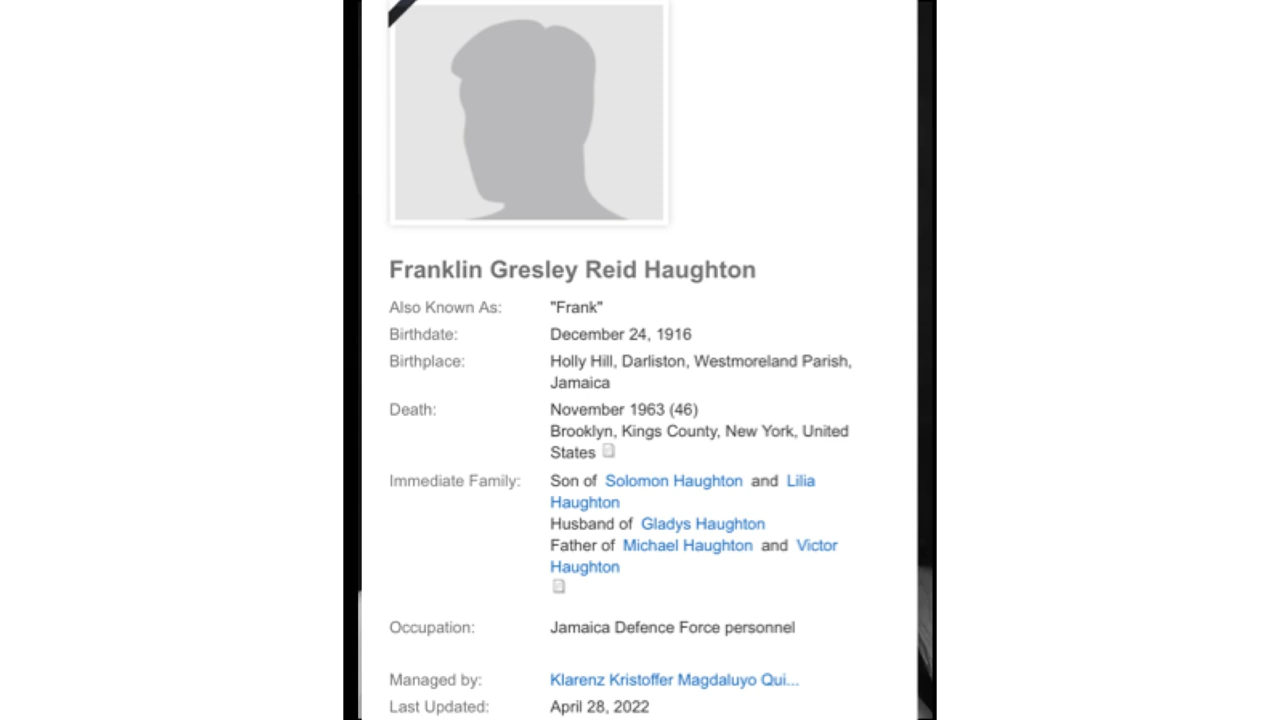 Franklin Gresley Reid Haughton
Also Known As: "Frank"
Birthdate: December 24, 1916
Birthplace: Holly Hill, Darliston, Westmoreland Parish,
Jamaica
Death: November 1963 (46)
Brooklyn, Kings County, New York, United
States
Immediate Family: Son of Solomon Haughton and Lilia
Haughton
Husband of Gladys Haughton
Father of Michael Haughton and Victor
Haughton
Occupation: Jamaica Defence Force personnel
Managed by: Klarenz Kristoffer Magdaluyo Qui...
Last Updated: April 28, 2022